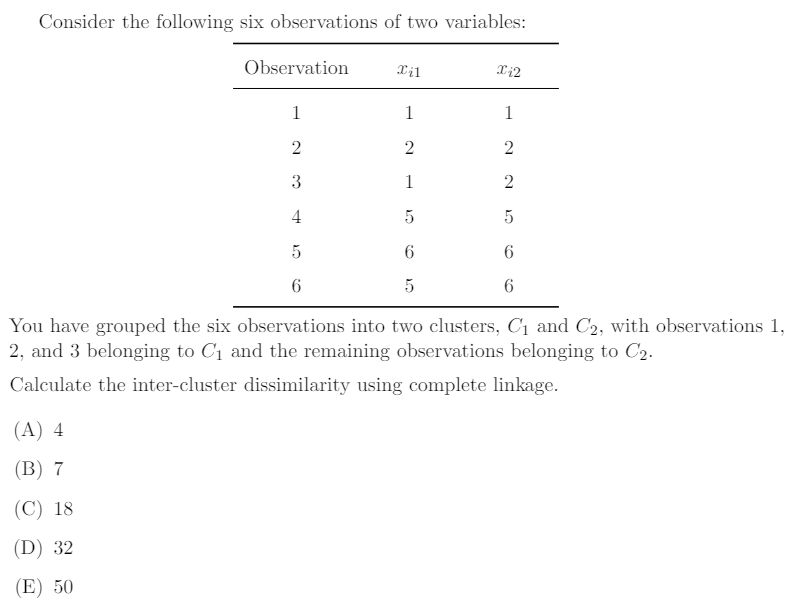 Consider the following six observations of two variables:
Observation x_{i1} x_{i2}
1 1 1
2 2 2
3 1 2
4 5 5
5 6 6
6 5 6
You have grouped the six observations into two clusters, C_1 and C_2, with observations 1,
2, and 3 belonging to C_1 and the remaining observations belonging to C_2.
Calculate the inter-cluster dissimilarity using complete linkage.
(A) 4
(B) 7
(C) 18
(D) 32
(E) 50